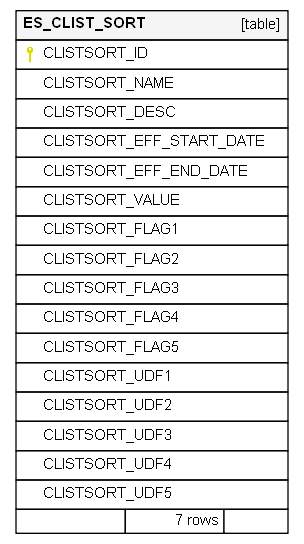 ES_CLIST_SORT [table]
CLISTSORT_ID
CLISTSORT_NAME
CLISTSORT_DESC
CLISTSORT_EFF_START_DATE
CLISTSORT_EFF_END_DATE
CLISTSORT_VALUE
CLISTSORT_FLAG1
CLISTSORT_FLAG2
CLISTSORT_FLAG3
CLISTSORT_FLAG4
CLISTSORT_FLAG5
CLISTSORT_UDF1
CLISTSORT_UDF2
CLISTSORT_UDF3
CLISTSORT_UDF4
CLISTSORT_UDF5
7 rows